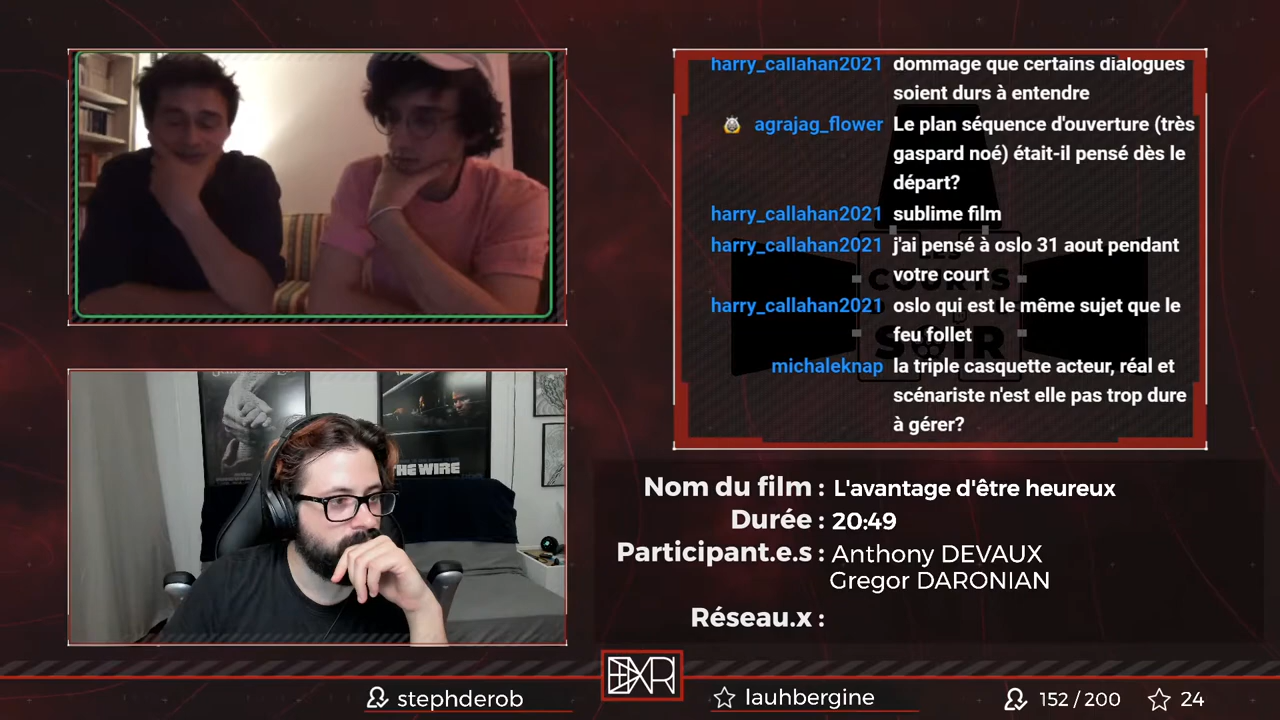 harry_callahan2021 dommage que certains dialogues
soient durs à entendre
agrajag_flower Le plan séquence d'ouverture (très
gaspard noé) était-il pensé dès le
départ?
harry_callahan2021 sublime film
harry_callahan2021 j'ai pensé à oslo 31 aout pendant
votre court
harry_callahan2021 oslo qui est le même sujet que le
feu follet
michaleknap la triple casquette acteur, réal et
scénariste n'est elle pas trop dure
à gérer?
LES
COURTS
SOIR
THE WIRE
Nom du film : L'avantage d'être heureux
Durée : 20:49
Participant.e.s : Anthony DEVAUX
Gregor DARONIAN
Réseau.x :
stephderob
lauhbergine
152 / 200
24